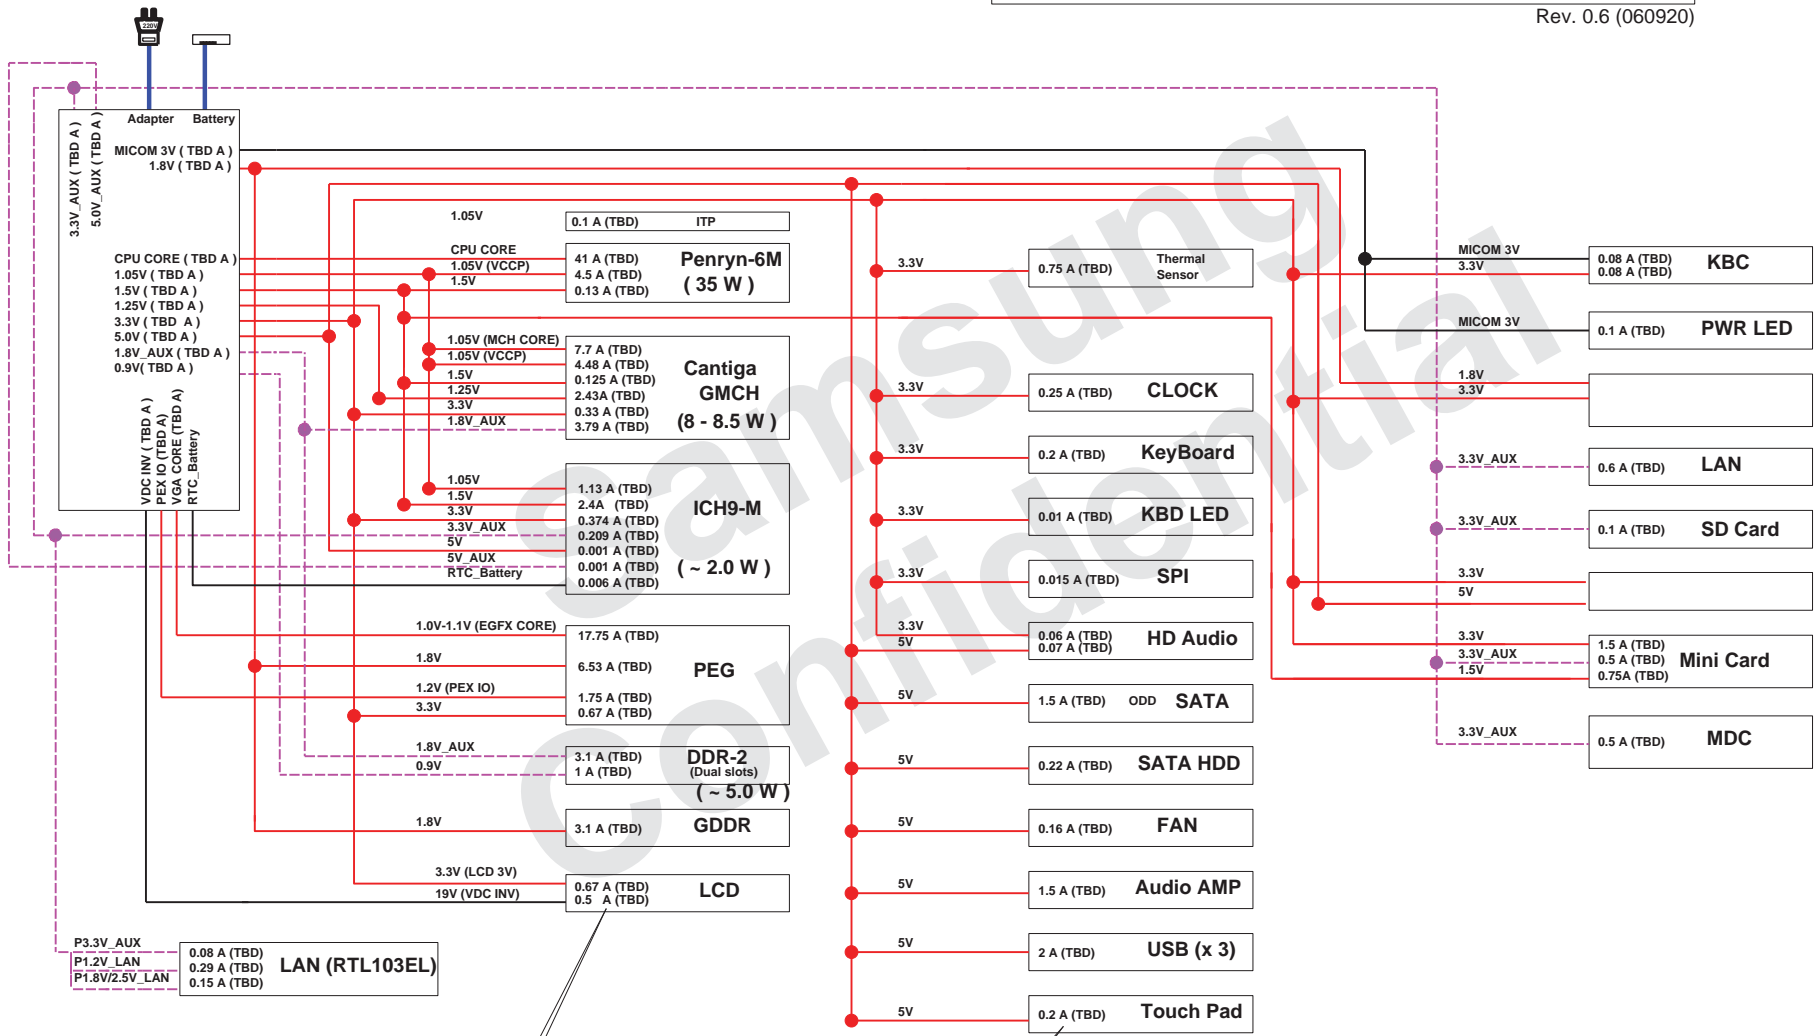 Rev. 0.6 (060920)
220V
Adapter
Battery
3.3V_AUX ( TBD A )
5.0V_AUX ( TBD A )
MICOM 3V ( TBD A )
1.8V ( TBD A )
CPU CORE ( TBD A )
1.05V ( TBD A )
1.5V ( TBD A )
1.25V ( TBD A )
3.3V ( TBD A )
5.0V ( TBD A )
1.8V_AUX ( TBD A )
0.9V( TBD A )
VDC INV ( TBD A )
PEX IO (TBD A)
VGA CORE (TBD A)
RTC_Battery
1.05V
0.1 A (TBD)
ITP
CPU CORE
1.05V (VCCP)
1.5V
41 A (TBD)
4.5 A (TBD)
0.13 A (TBD)
Penryn-6M
( 35 W )
1.05V (MCH CORE)
1.05V (VCCP)
1.5V
1.25V
3.3V
1.8V_AUX
7.7 A (TBD)
4.48 A (TBD)
0.125 A (TBD)
2.43A (TBD)
0.33 A (TBD)
3.79 A (TBD)
Cantiga
GMCH
(8 - 8.5 W )
1.05V
1.5V
3.3V
3.3V_AUX
5V
5V_AUX
RTC_Battery
1.13 A (TBD)
2.4A (TBD)
0.374 A (TBD)
0.209 A (TBD)
0.001 A (TBD)
0.001 A (TBD)
0.006 A (TBD)
ICH9-M
( ~ 2.0 W )
1.0V-1.1V (EGFX CORE)
1.8V
1.2V (PEX IO)
3.3V
17.75 A (TBD)
6.53 A (TBD)
1.75 A (TBD)
0.67 A (TBD)
PEG
1.8V_AUX
0.9V
3.1 A (TBD)
1 A (TBD)
DDR-2
(Dual slots)
( ~ 5.0 W )
1.8V
3.1 A (TBD)
GDDR
3.3V (LCD 3V)
19V (VDC INV)
0.67 A (TBD)
0.5 A (TBD)
LCD
P3.3V_AUX
P1.2V_LAN
P1.8V/2.5V_LAN
0.08 A (TBD)
0.29 A (TBD)
0.15 A (TBD)
LAN (RTL103EL)
3.3V
0.75 A (TBD)
Thermal
Sensor
3.3V
0.25 A (TBD)
CLOCK
3.3V
0.2 A (TBD)
KeyBoard
3.3V
0.01 A (TBD)
KBD LED
3.3V
0.015 A (TBD)
SPI
3.3V
5V
0.06 A (TBD)
0.07 A (TBD)
HD Audio
5V
1.5 A (TBD)
ODD
SATA
5V
0.22 A (TBD)
SATA HDD
5V
0.16 A (TBD)
FAN
5V
1.5 A (TBD)
Audio AMP
5V
2 A (TBD)
USB (x 3)
5V
0.2 A (TBD)
Touch Pad
MICOM 3V
3.3V
0.08 A (TBD)
0.08 A (TBD)
KBC
MICOM 3V
0.1 A (TBD)
PWR LED
1.8V
3.3V
3.3V_AUX
0.6 A (TBD)
LAN
3.3V_AUX
0.1 A (TBD)
SD Card
3.3V
5V
3.3V
3.3V_AUX
1.5V
1.5 A (TBD)
0.5 A (TBD)
0.75A (TBD)
Mini Card
3.3V_AUX
0.5 A (TBD)
MDC
Samsung
Confidential